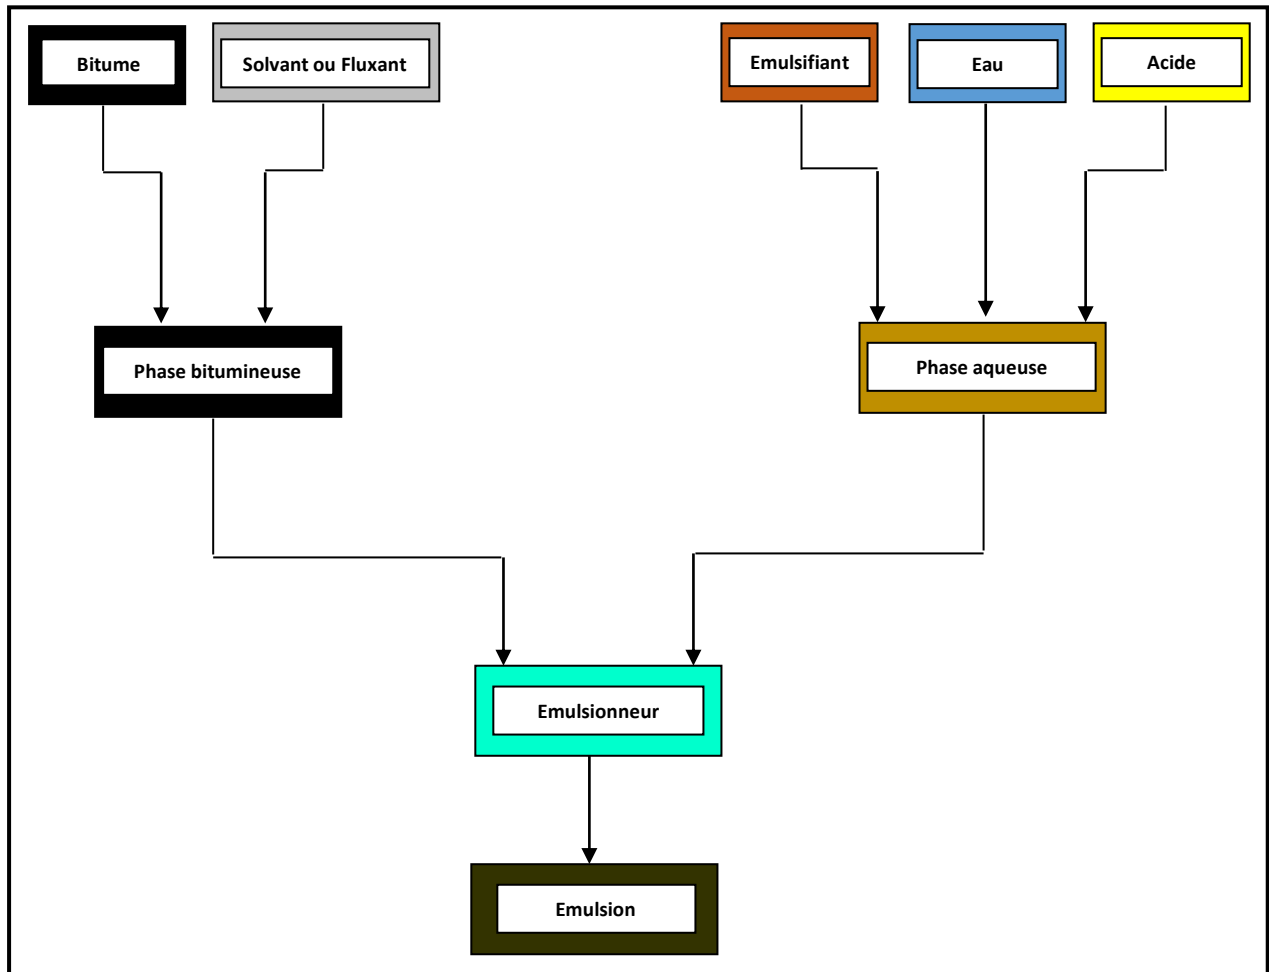 Bitume
Solvant ou Fluxant
Emulsifiant
Eau
Acide
Phase bitumineuse
Phase aqueuse
Emulsionneur
Emulsion